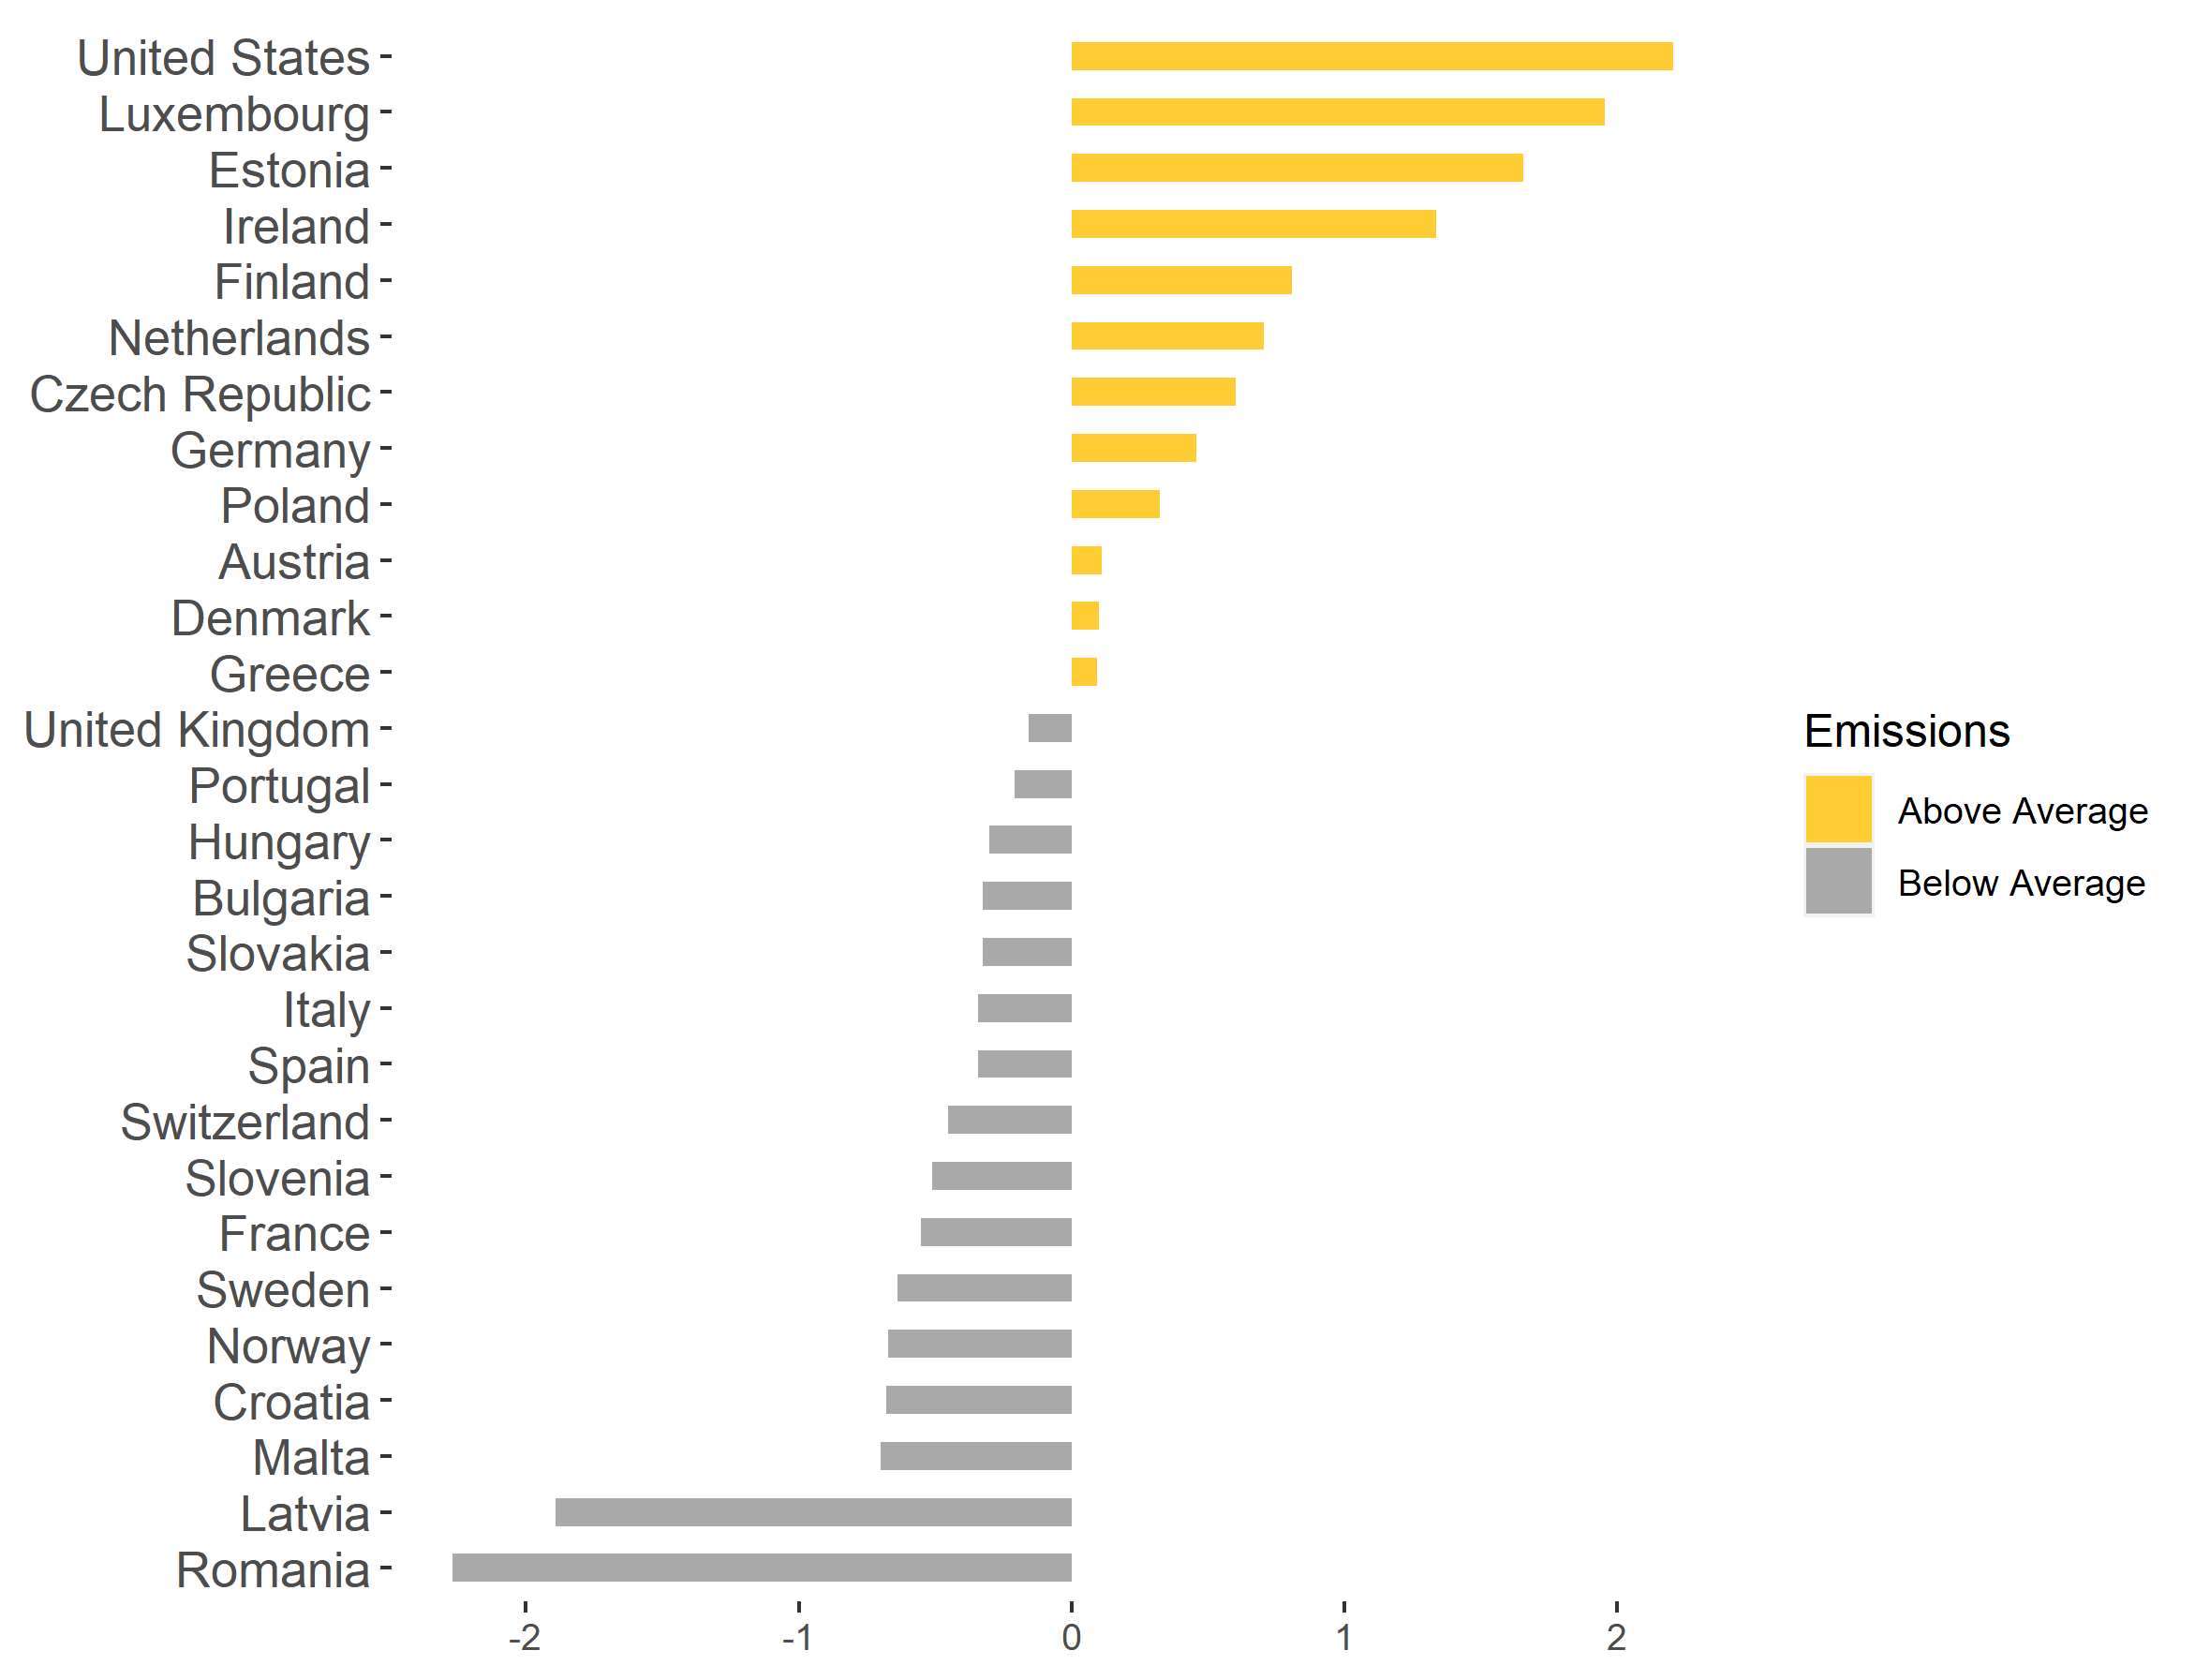 United States
Luxembourg
Estonia
Ireland
Finland
Netherlands
Czech Republic
Germany
Poland
Austria
Denmark
Greece
United Kingdom
Portugal
Hungary
Bulgaria
Slovakia
Italy
Spain
Switzerland
Slovenia
France
Sweden
Norway
Croatia
Malta
Latvia
Romania
-2 -1 0 1 2
Emissions
Above Average
Below Average